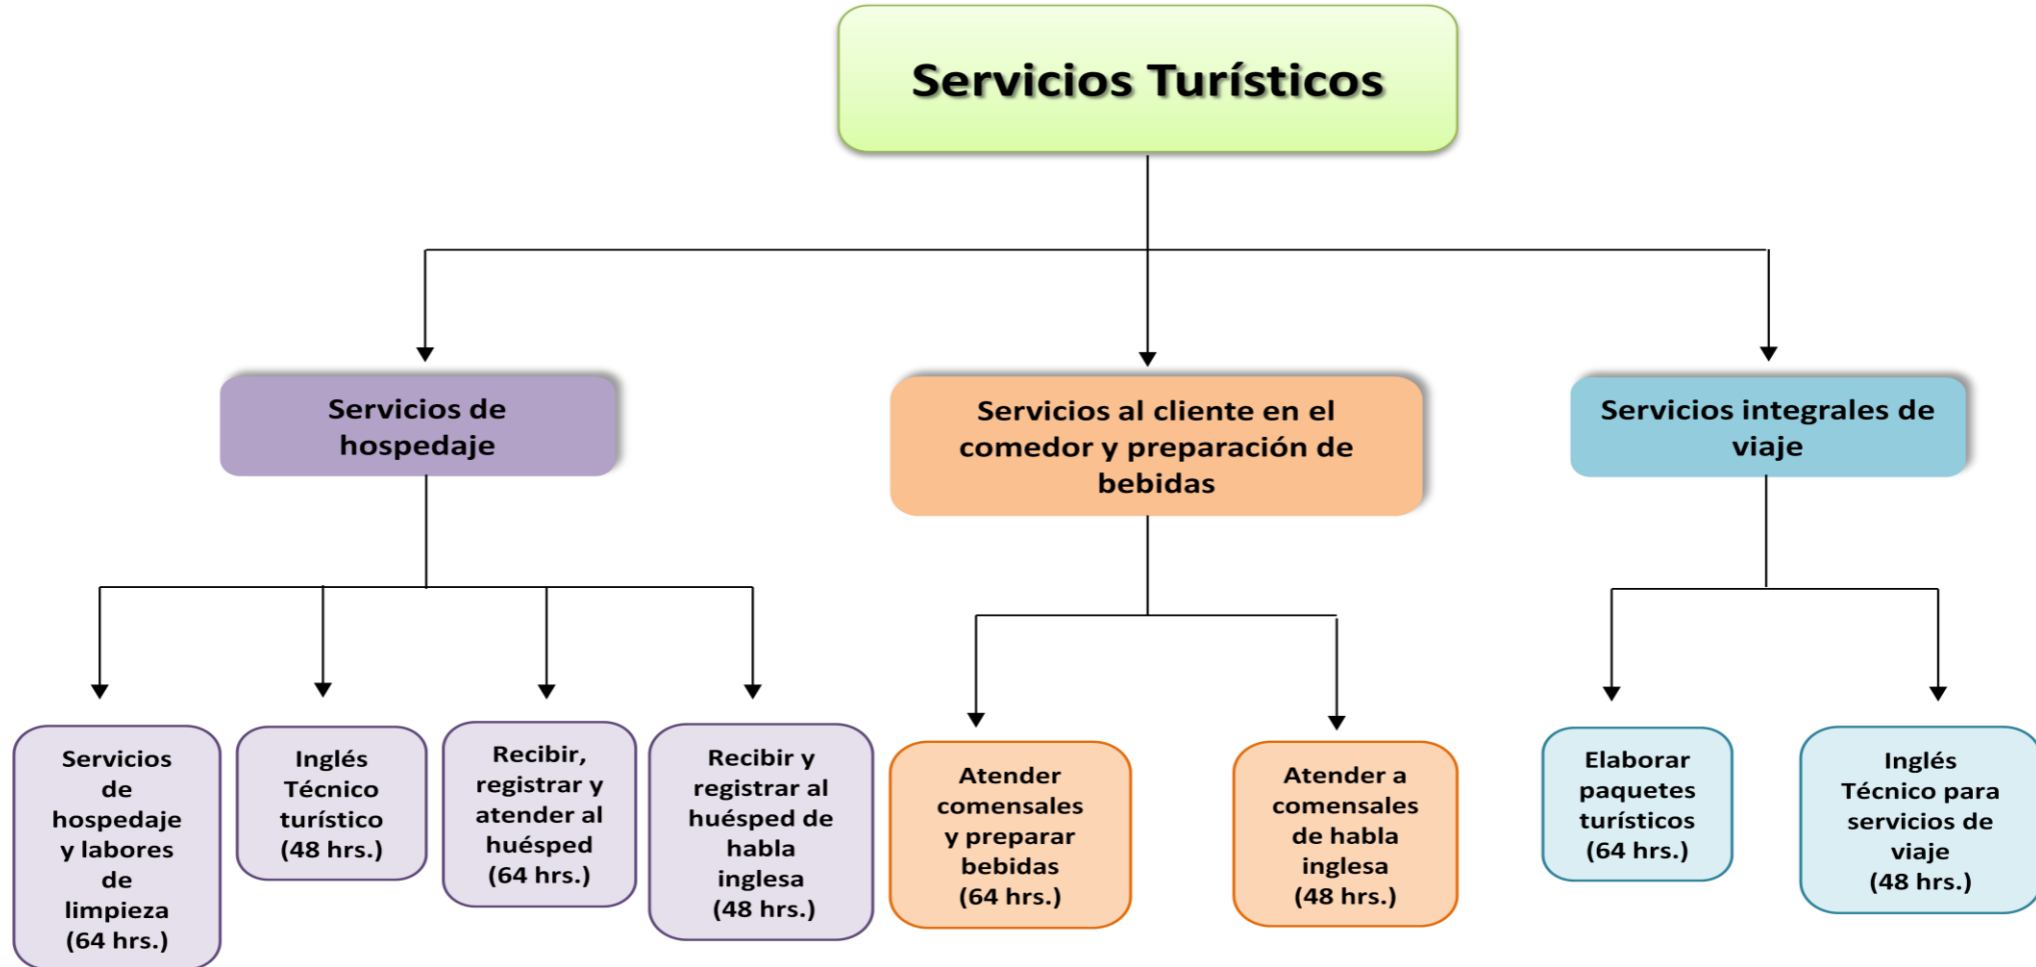 Servicios Turísticos
Servicios de
hospedaje
Servicios al cliente en el
comedor y preparación de
bebidas
Servicios integrales de
viaje
Servicios
de
hospedaje
y labores
de
limpieza
(64 hrs.)
Inglés
Técnico
turístico
(48 hrs.)
Recibir,
registrar y
atender al
huésped
(64 hrs.)
Recibir y
registrar al
huésped de
habla
inglesa
(48 hrs.)
Atender
comensales
y preparar
bebidas
(64 hrs.)
Atender a
comensales
de habla
inglesa
(48 hrs.)
Elaborar
paquetes
turísticos
(64 hrs.)
Inglés
Técnico para
servicios de
viaje
(48 hrs.)